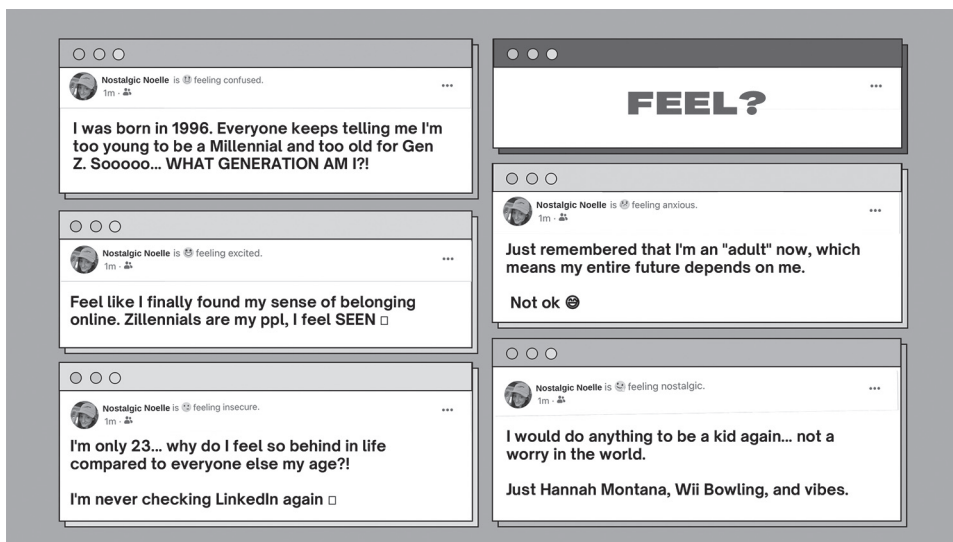 Nostalgic Noelle is 😕 feeling confused.
1m ·
I was born in 1996. Everyone keeps telling me I'm
too young to be a Millennial and too old for Gen
Z. Sooooo... WHAT GENERATION AM I?!
Nostalgic Noelle is 😃 feeling excited.
1m ·
Feel like I finally found my sense of belonging
online. Zillennials are my ppl, I feel SEEN □
Nostalgic Noelle is feeling insecure.
1m ·
I'm only 23... why do I feel so behind in life
compared to everyone else my age?!
I'm never checking LinkedIn again □
FEEL?
Nostalgic Noelle is feeling anxious.
1m ·
Just remembered that I'm an "adult" now, which
means my entire future depends on me.
Not ok 😅
Nostalgic Noelle is feeling nostalgic.
1m ·
I would do anything to be a kid again... not a
worry in the world.
Just Hannah Montana, Wii Bowling, and vibes.